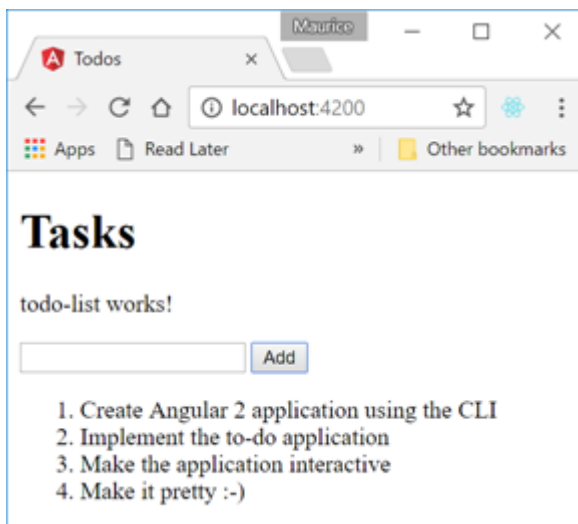 Maurice
Todos
localhost:4200
Apps Read Later » Other bookmarks
Tasks
todo-list works!
Add
1. Create Angular 2 application using the CLI
2. Implement the to-do application
3. Make the application interactive
4. Make it pretty :-)